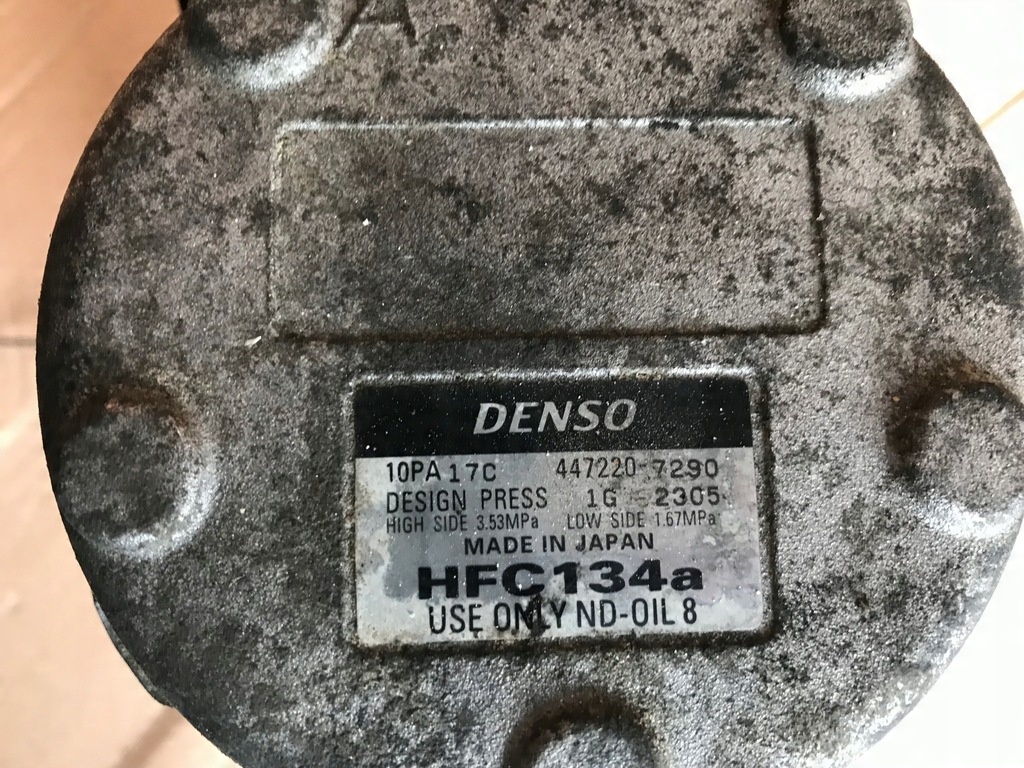 A
DENSO
10PA17C 447220-7290
DESIGN PRESS 1G 2305
HIGH SIDE 3.53MPa LOW SIDE 1.67MPa
MADE IN JAPAN
HFC134a
USE ONLY ND-OIL 8